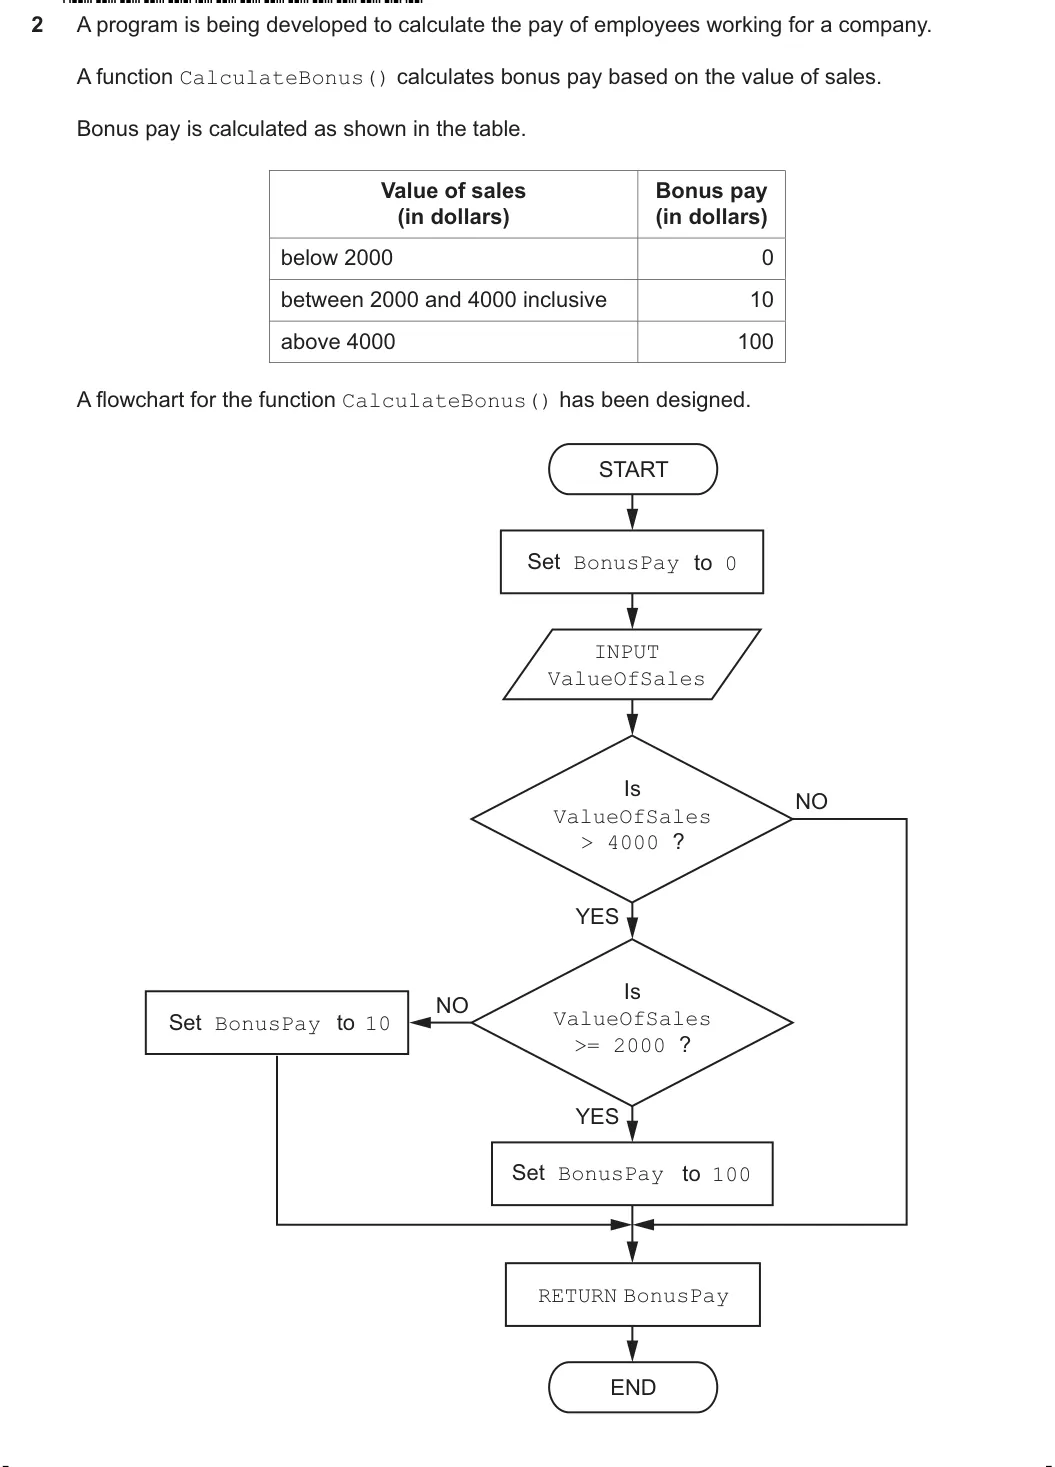 2 A program is being developed to calculate the pay of employees working for a company.
A function CalculateBonus() calculates bonus pay based on the value of sales.
Bonus pay is calculated as shown in the table.
Value of sales
(in dollars)
Bonus pay
(in dollars)
below 2000 0
between 2000 and 4000 inclusive 10
above 4000 100
A flowchart for the function CalculateBonus() has been designed.
START
Set BonusPay to 0
INPUT
ValueOfSales
Is
ValueOfSales
> 4000 ?
NO
YES
Is
ValueOfSales
>= 2000 ?
NO
Set BonusPay to 10
YES
Set BonusPay to 100
RETURN BonusPay
END